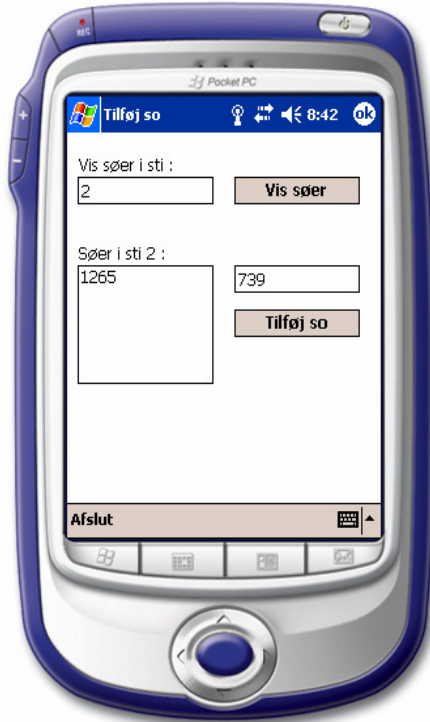 REC
Pocket PC
Tilføj so 8:42 ok
Vis søer i sti :
2 Vis søer
Søer i sti 2 :
1265
739
Tilføj so
Afslut